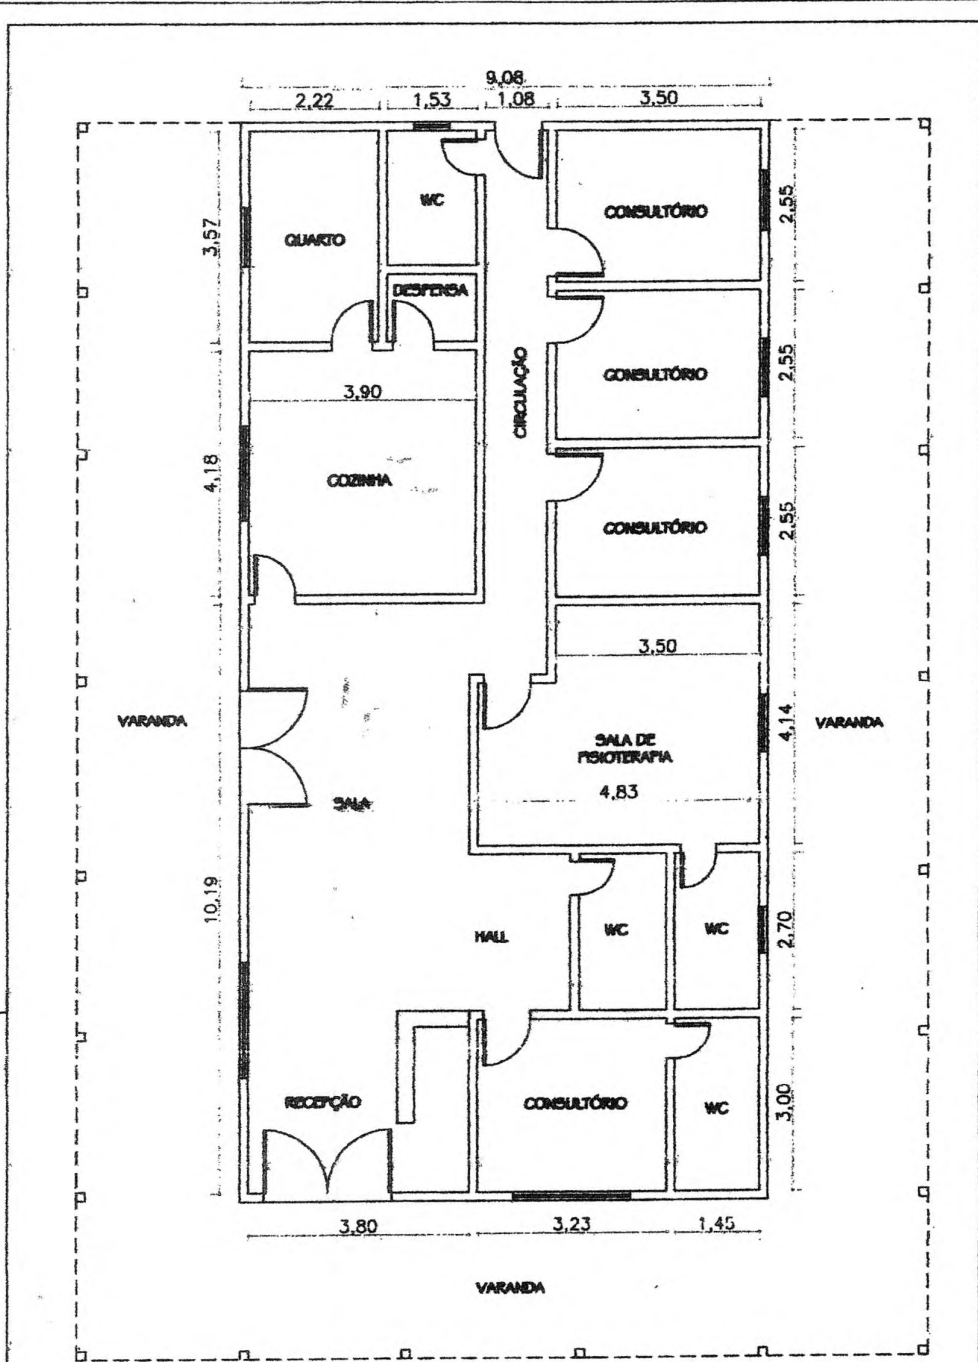 9,08
2,22
1,53
1,08
3,50
WC
CONSULTÓRIO
2,55
3,57
QUARTO
DESPENSA
CIRCULAÇÃO
CONSULTÓRIO
2,55
3,90
4,18
COZINHA
CONSULTÓRIO
2,55
3,50
VARANDA
SALA DE
FISIOTERAPIA
4,14
VARANDA
4,83
SALA
10,19
HALL
WC
WC
2,70
RECEPÇÃO
CONSULTÓRIO
WC
3,00
3,80
3,23
1,45
VARANDA